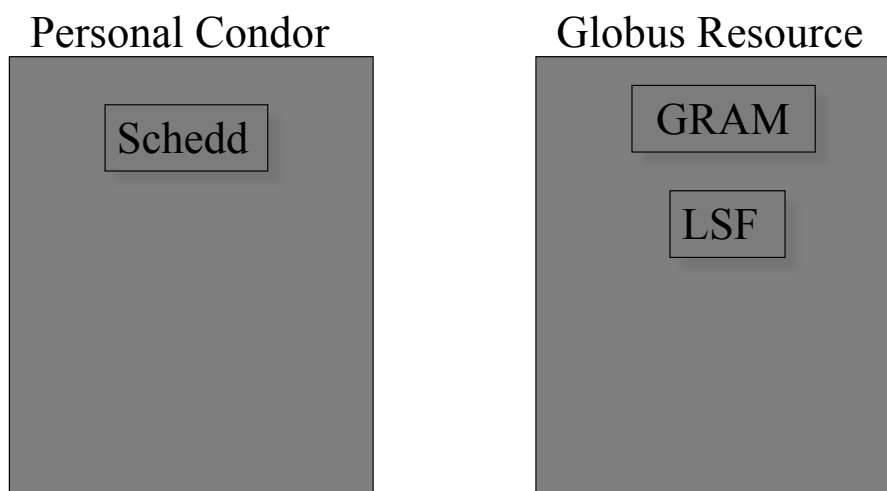 Personal Condor
Globus Resource
Schedd
GRAM
LSF